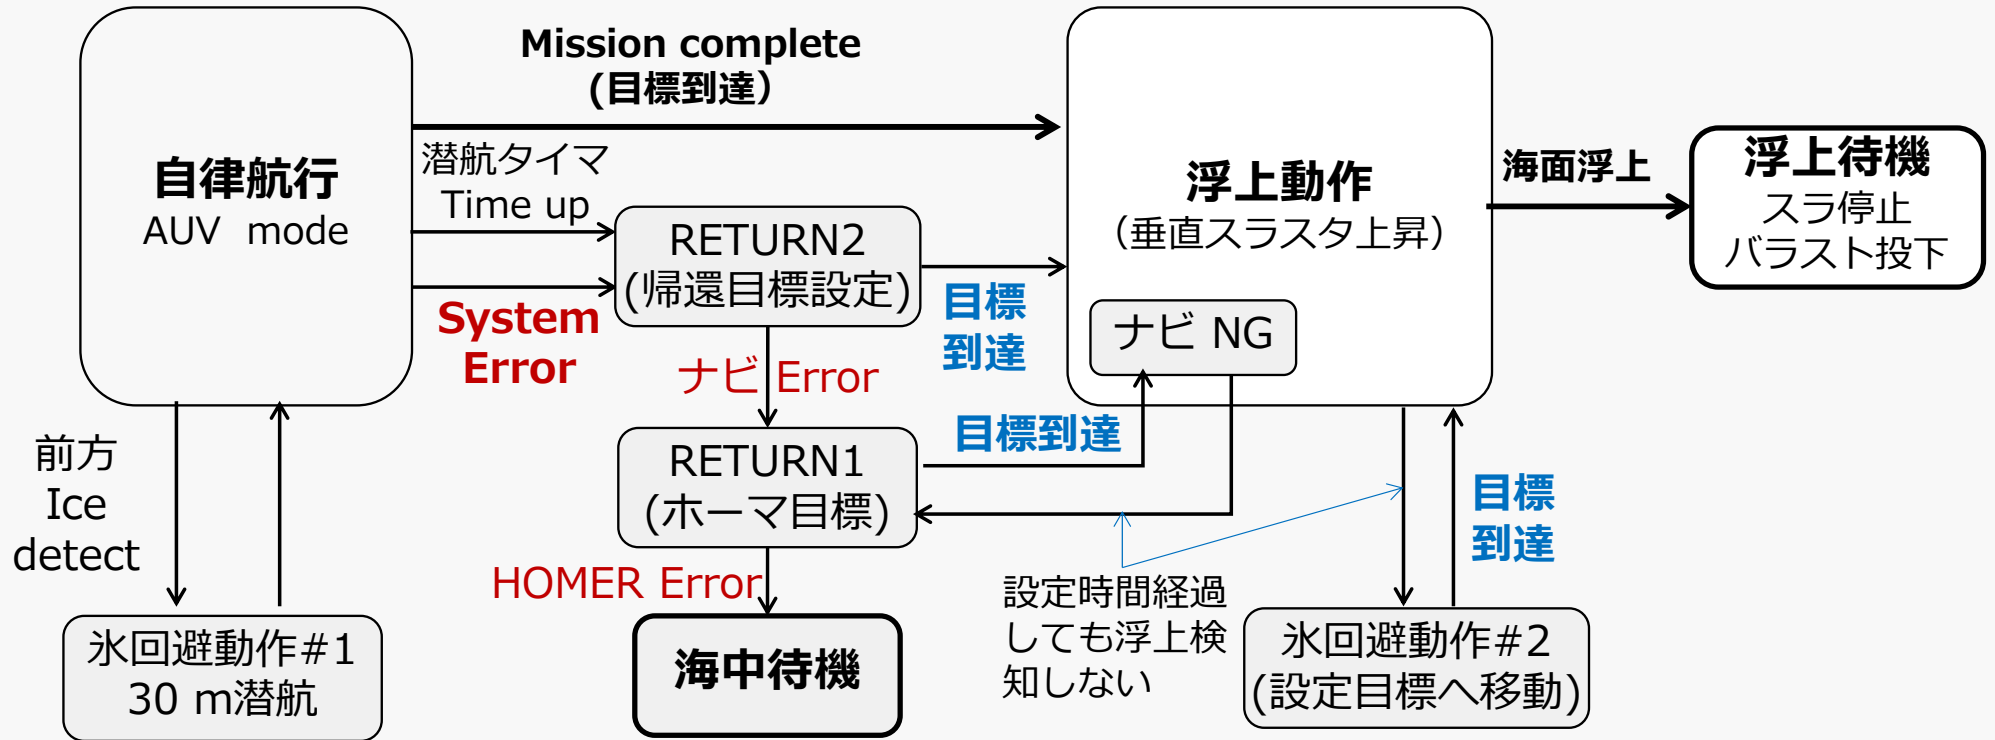 Mission complete
(目標到達）
自律航行
AUV mode
潜航タイマ
Time up
System
Error
RETURN2
(帰還目標設定)
目標
到達
浮上動作
（垂直スラスタ上昇）
ナビ NG
海面浮上
浮上待機
スラ停止
バラスト投下
ナビ Error
RETURN1
(ホーマ目標)
目標到達
HOMER Error
海中待機
前方
Ice
detect
氷回避動作#1
30 m潜航
設定時間経過
しても浮上検
知しない
目標
到達
氷回避動作#2
(設定目標へ移動)